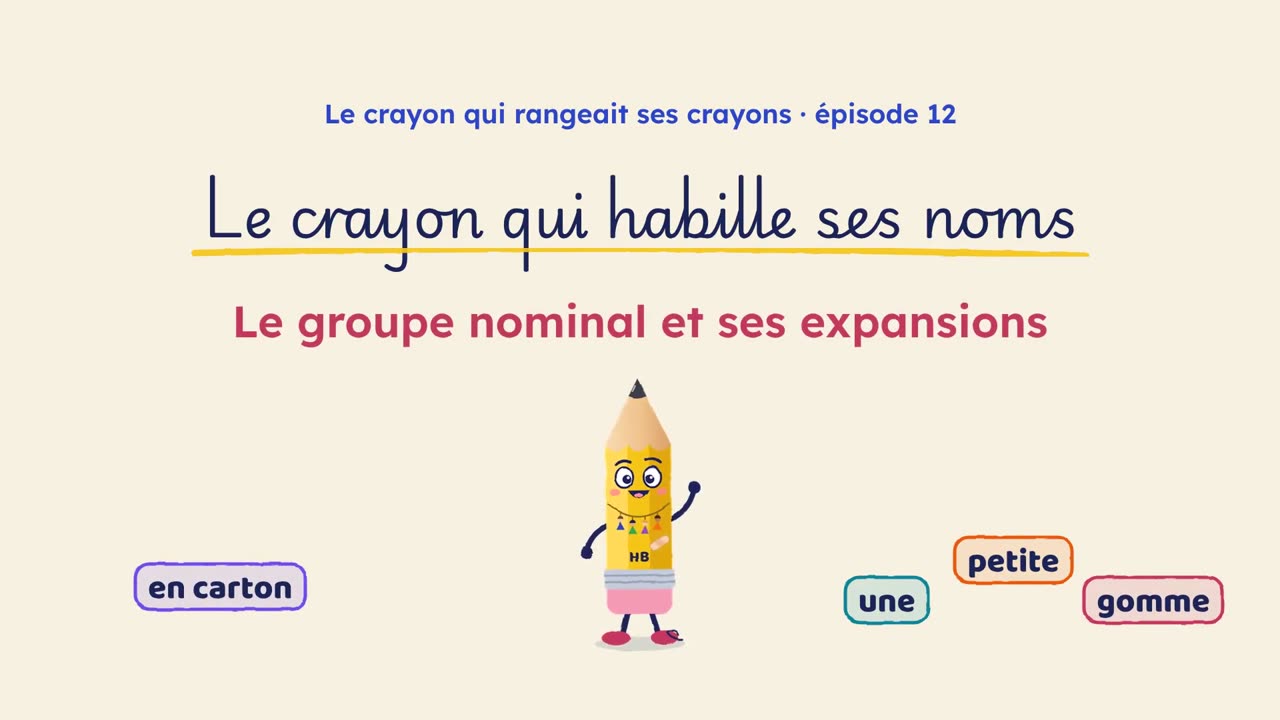 Le crayon qui rangeait ses crayons · épisode 12
Le crayon qui habille ses noms
Le groupe nominal et ses expansions
HB
en carton
une
petite
gomme